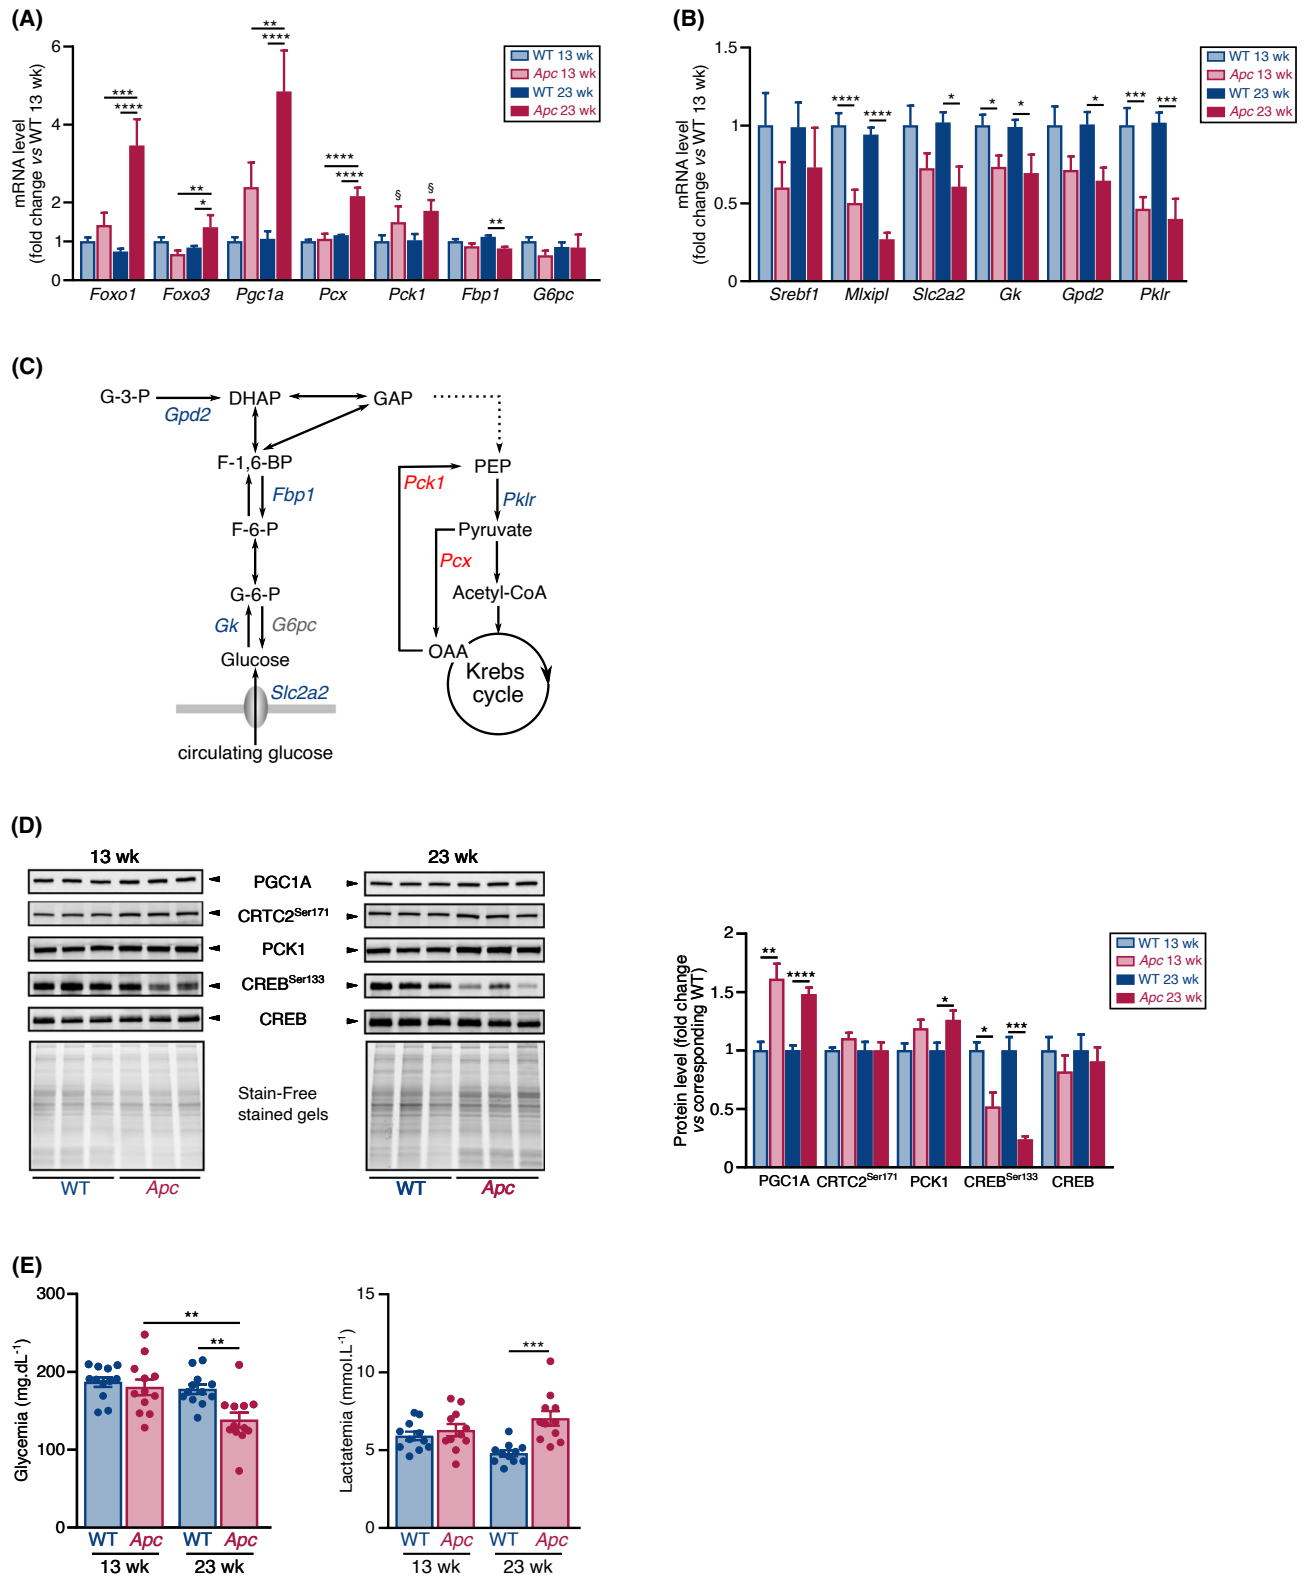 (A)
mRNA level
(fold change vs WT 13 wk)
6
4
2
1
0
** 
****
***
****
**
*
****
****
§
§
**
WT 13 wk
Apc 13 wk
WT 23 wk
Apc 23 wk
Foxo1 Foxo3 Pgc1a Pcx Pck1 Fbp1 G6pc
(B)
mRNA level
(fold change vs WT 13 wk)
1.5
1
0.5
0
**** ****
*
* *
*
*** ***
WT 13 wk
Apc 13 wk
WT 23 wk
Apc 23 wk
Srebf1 Mlxipl Slc2a2 Gk Gpd2 Pklr
(C)
G-3-P DHAP GAP
Gpd2
F-1,6-BP PEP
Pck1
Fbp1 Pklr
F-6-P Pyruvate
Pcx
G-6-P Acetyl-CoA
Gk G6pc
Glucose OAA
Krebs
cycle
Slc2a2
circulating glucose
(D)
13 wk 23 wk
PGC1A
CRTC2Ser171
PCK1
CREBSer133
CREB
Stain-Free
stained gels
WT Apc WT Apc
Protein level (fold change
vs corresponding WT)
2
1.5
1
0.5
0
** ****
*
* ***
WT 13 wk
Apc 13 wk
WT 23 wk
Apc 23 wk
PGC1A CRTC2Ser171 PCK1 CREBSer133 CREB
(E)
Glycemia (mg.dL-1)
300
200
100
0
**
**
WT Apc WT Apc
13 wk 23 wk
Lactatemia (mmol.L-1)
15
10
5
0
***
WT Apc WT Apc
13 wk 23 wk